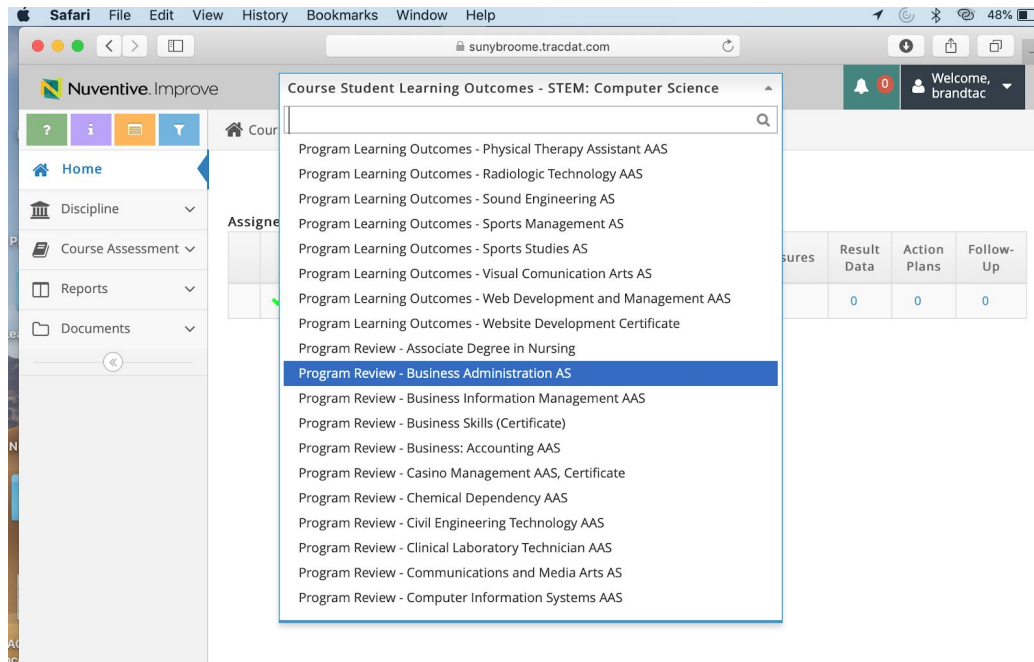 Safari File Edit View History Bookmarks Window Help 48%
sunybroome.tracdat.com
Nuventive. Improve
Course Student Learning Outcomes - STEM: Computer Science
0
Welcome, brandtac
? i
Cour
Home
Discipline
Course Assessment
Reports
Documents
Assigne
Program Learning Outcomes - Physical Therapy Assistant AAS
Program Learning Outcomes - Radiologic Technology AAS
Program Learning Outcomes - Sound Engineering AS
Program Learning Outcomes - Sports Management AS
Program Learning Outcomes - Sports Studies AS
Program Learning Outcomes - Visual Comunication Arts AS
Program Learning Outcomes - Web Development and Management AAS
Program Learning Outcomes - Website Development Certificate
Program Review - Associate Degree in Nursing
Program Review - Business Administration AS
Program Review - Business Information Management AAS
Program Review - Business Skills (Certificate)
Program Review - Business: Accounting AAS
Program Review - Casino Management AAS, Certificate
Program Review - Chemical Dependency AAS
Program Review - Civil Engineering Technology AAS
Program Review - Clinical Laboratory Technician AAS
Program Review - Communications and Media Arts AS
Program Review - Computer Information Systems AAS
sures
Result Data
Action Plans
Follow-Up
0 0 0